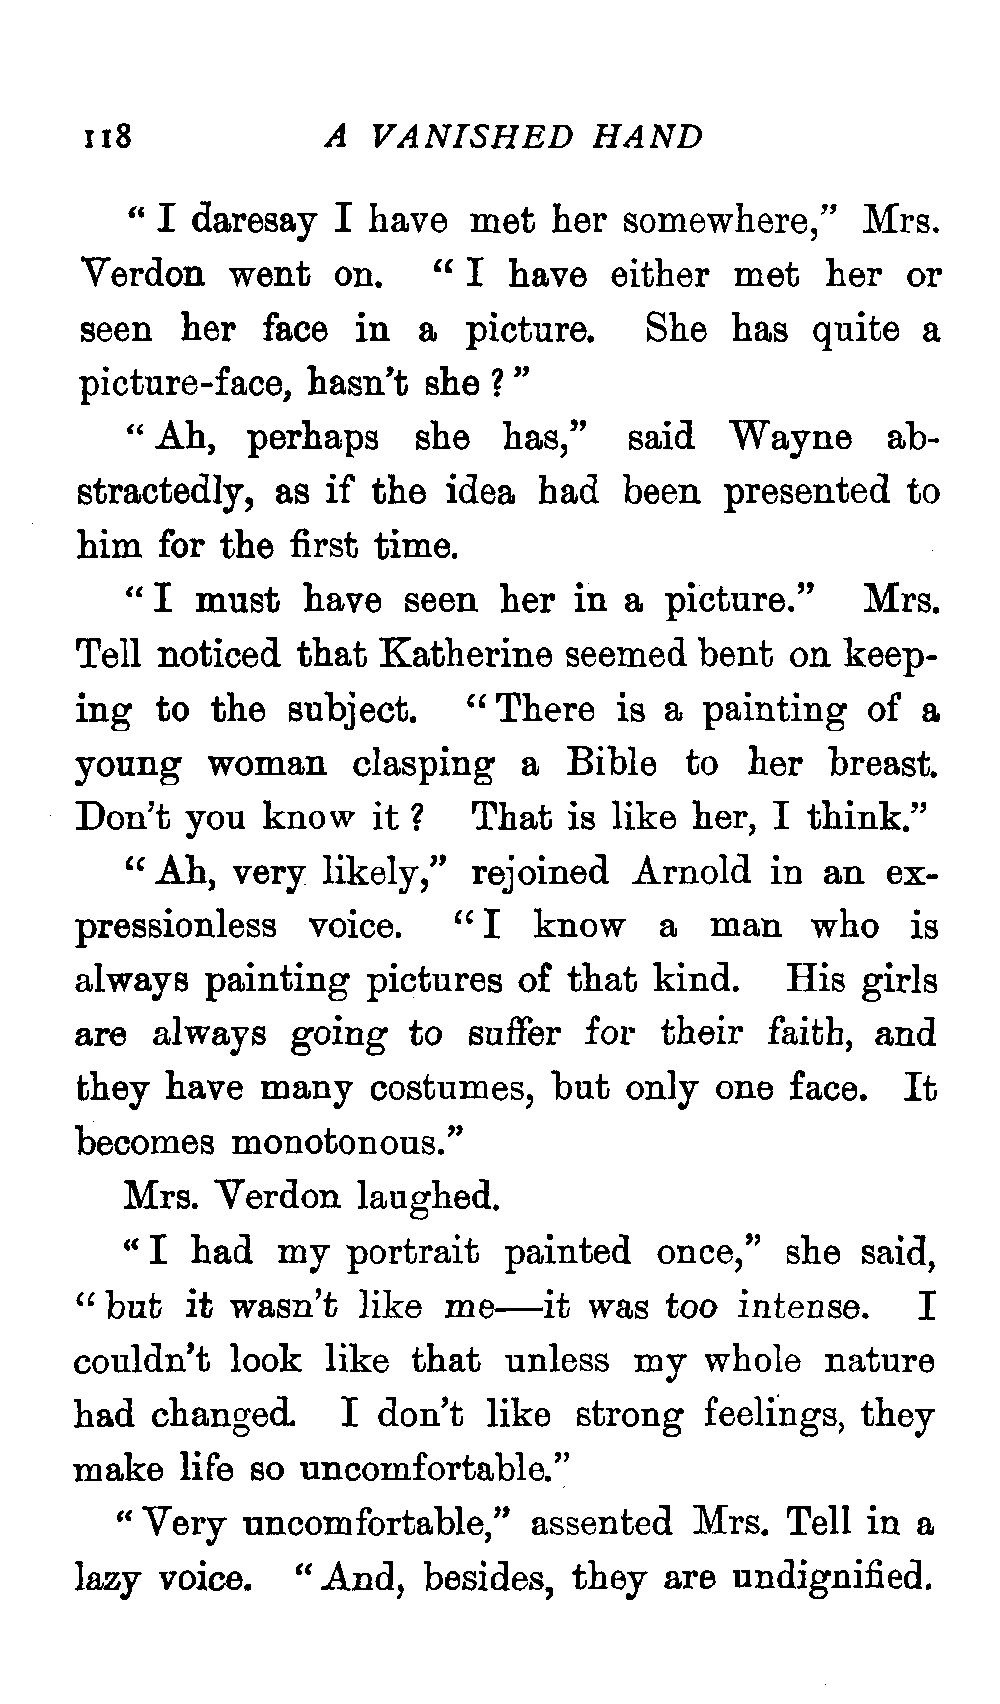 118 A VANISHED HAND
“ I daresay I have met her somewhere,” Mrs.
Verdon went on. “ I have either met her or
seen her face in a picture. She has quite a
picture-face, hasn’t she ? ”
“ Ah, perhaps she has,” said Wayne ab-
stractedly, as if the idea had been presented to
him for the first time.
“ I must have seen her in a picture.” Mrs.
Tell noticed that Katherine seemed bent on keep-
ing to the subject. “ There is a painting of a
young woman clasping a Bible to her breast.
Don’t you know it ? That is like her, I think.”
“ Ah, very likely,” rejoined Arnold in an ex-
pressionless voice. “ I know a man who is
always painting pictures of that kind. His girls
are always going to suffer for their faith, and
they have many costumes, but only one face. It
becomes monotonous.”
Mrs. Verdon laughed.
“ I had my portrait painted once,” she said,
“ but it wasn’t like me—it was too intense. I
couldn’t look like that unless my whole nature
had changed. I don’t like strong feelings, they
make life so uncomfortable.”
“ Very uncomfortable,” assented Mrs. Tell in a
lazy voice. “ And, besides, they are undignified.